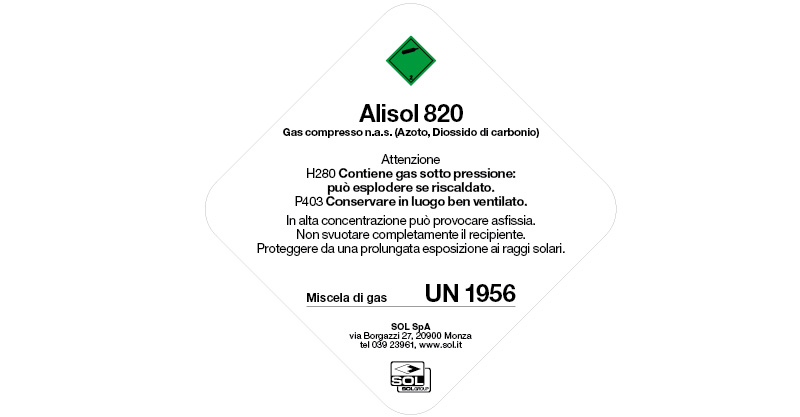 2
Alisol 820
Gas compresso n.a.s. (Azoto, Diossido di carbonio)
Attenzione
H280 Contiene gas sotto pressione:
può esplodere se riscaldato.
P403 Conservare in luogo ben ventilato.
In alta concentrazione può provocare asfissia.
Non svuotare completamente il recipiente.
Proteggere da una prolungata esposizione ai raggi solari.
Miscela di gas UN 1956
SOL SpA
via Borgazzi 27, 20900 Monza
tel 039 23961, www.sol.it
SOL
SOLGROUP